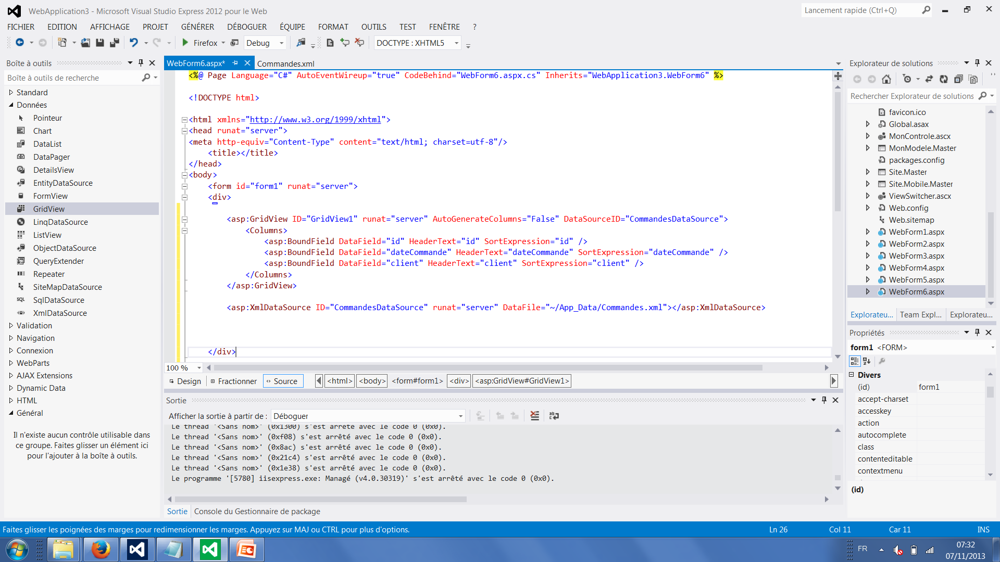 WebApplication3 - Microsoft Visual Studio Express 2012 pour le Web
Lancement rapide (Ctrl+Q)
FICHIER EDITION AFFICHAGE PROJET GÉNÉRER DÉBOGUER ÉQUIPE FORMAT OUTILS TEST FENÊTRE ?
Firefox Debug DOCTYPE : XHTML5
Boîte à outils
Boîte à outils de recherche
Standard
Données
Pointeur
Chart
DataList
DataPager
DetailsView
EntityDataSource
FormView
GridView
LinqDataSource
ListView
ObjectDataSource
QueryExtender
Repeater
SiteMapDataSource
SqlDataSource
XmlDataSource
Validation
Navigation
Connexion
WebParts
AJAX Extensions
Dynamic Data
HTML
Général
Il n'existe aucun contrôle utilisable dans
ce groupe. Faites glisser un élément ici
pour l'ajouter à la boîte à outils.
WebForm6.aspx* Commandes.xml
<%@ Page Language="C#" AutoEventWireup="true" CodeBehind="WebForm6.aspx.cs" Inherits="WebApplication3.WebForm6" %>
<!DOCTYPE html>
<html xmlns="http://www.w3.org/1999/xhtml">
<head runat="server">
<meta http-equiv="Content-Type" content="text/html; charset=utf-8"/>
<title></title>
</head>
<body>
<form id="form1" runat="server">
<div>
<asp:GridView ID="GridView1" runat="server" AutoGenerateColumns="False" DataSourceID="CommandesDataSource">
<Columns>
<asp:BoundField DataField="id" HeaderText="id" SortExpression="id" />
<asp:BoundField DataField="dateCommande" HeaderText="dateCommande" SortExpression="dateCommande" />
<asp:BoundField DataField="client" HeaderText="client" SortExpression="client" />
</Columns>
</asp:GridView>
<asp:XmlDataSource ID="CommandesDataSource" runat="server" DataFile="~/App_Data/Commandes.xml"></asp:XmlDataSource>
</div>
100 %
Design Fractionner Source <html> <body> <form#form1> <div> <asp:GridView#GridView1>
Sortie
Afficher la sortie à partir de : Déboguer
Le thread '<Sans nom>' (0x1300) s'est arrêté avec le code 0 (0x0).
Le thread '<Sans nom>' (0xf08) s'est arrêté avec le code 0 (0x0).
Le thread '<Sans nom>' (0x8ac) s'est arrêté avec le code 0 (0x0).
Le thread '<Sans nom>' (0x21c4) s'est arrêté avec le code 0 (0x0).
Le thread '<Sans nom>' (0x1e38) s'est arrêté avec le code 0 (0x0).
Le programme '[5780] iisexpress.exe: Managé (v4.0.30319)' s'est arrêté avec le code 0 (0x0).
Sortie Console du Gestionnaire de package
Explorateur de solutions
Rechercher Explorateur de solutions
favicon.ico
Global.asax
MonControle.ascx
MonModele.Master
packages.config
Site.Master
Site.Mobile.Master
ViewSwitcher.ascx
Web.config
Web.sitemap
WebForm1.aspx
WebForm2.aspx
WebForm3.aspx
WebForm4.aspx
WebForm5.aspx
WebForm6.aspx
Explorateu... Team Expl... Explorateu...
Propriétés
form1 <FORM>
Divers
(id) form1
accept-charset
accesskey
action
autocomplete
class
contenteditable
contextmenu
(id)
Faites glisser les poignées des marges pour redimensionner les marges. Appuyez sur MAJ ou CTRL pour plus d'options.
Ln 26 Col 11 Car 11 INS
FR
07:32
07/11/2013